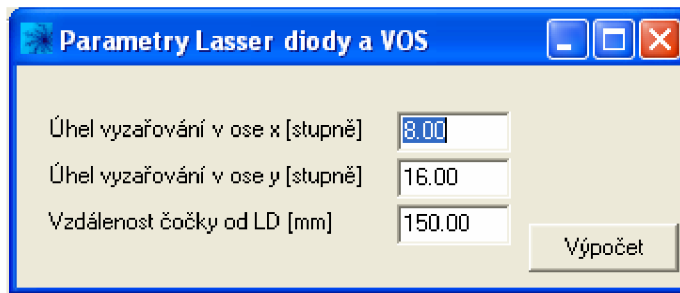 Parametry Lasser diody a VOS
Úhel vyzařování v ose x [stupně] 8.00
Úhel vyzařování v ose y [stupně] 16.00
Vzdálenost čočky od LD [mm] 150.00
Výpočet